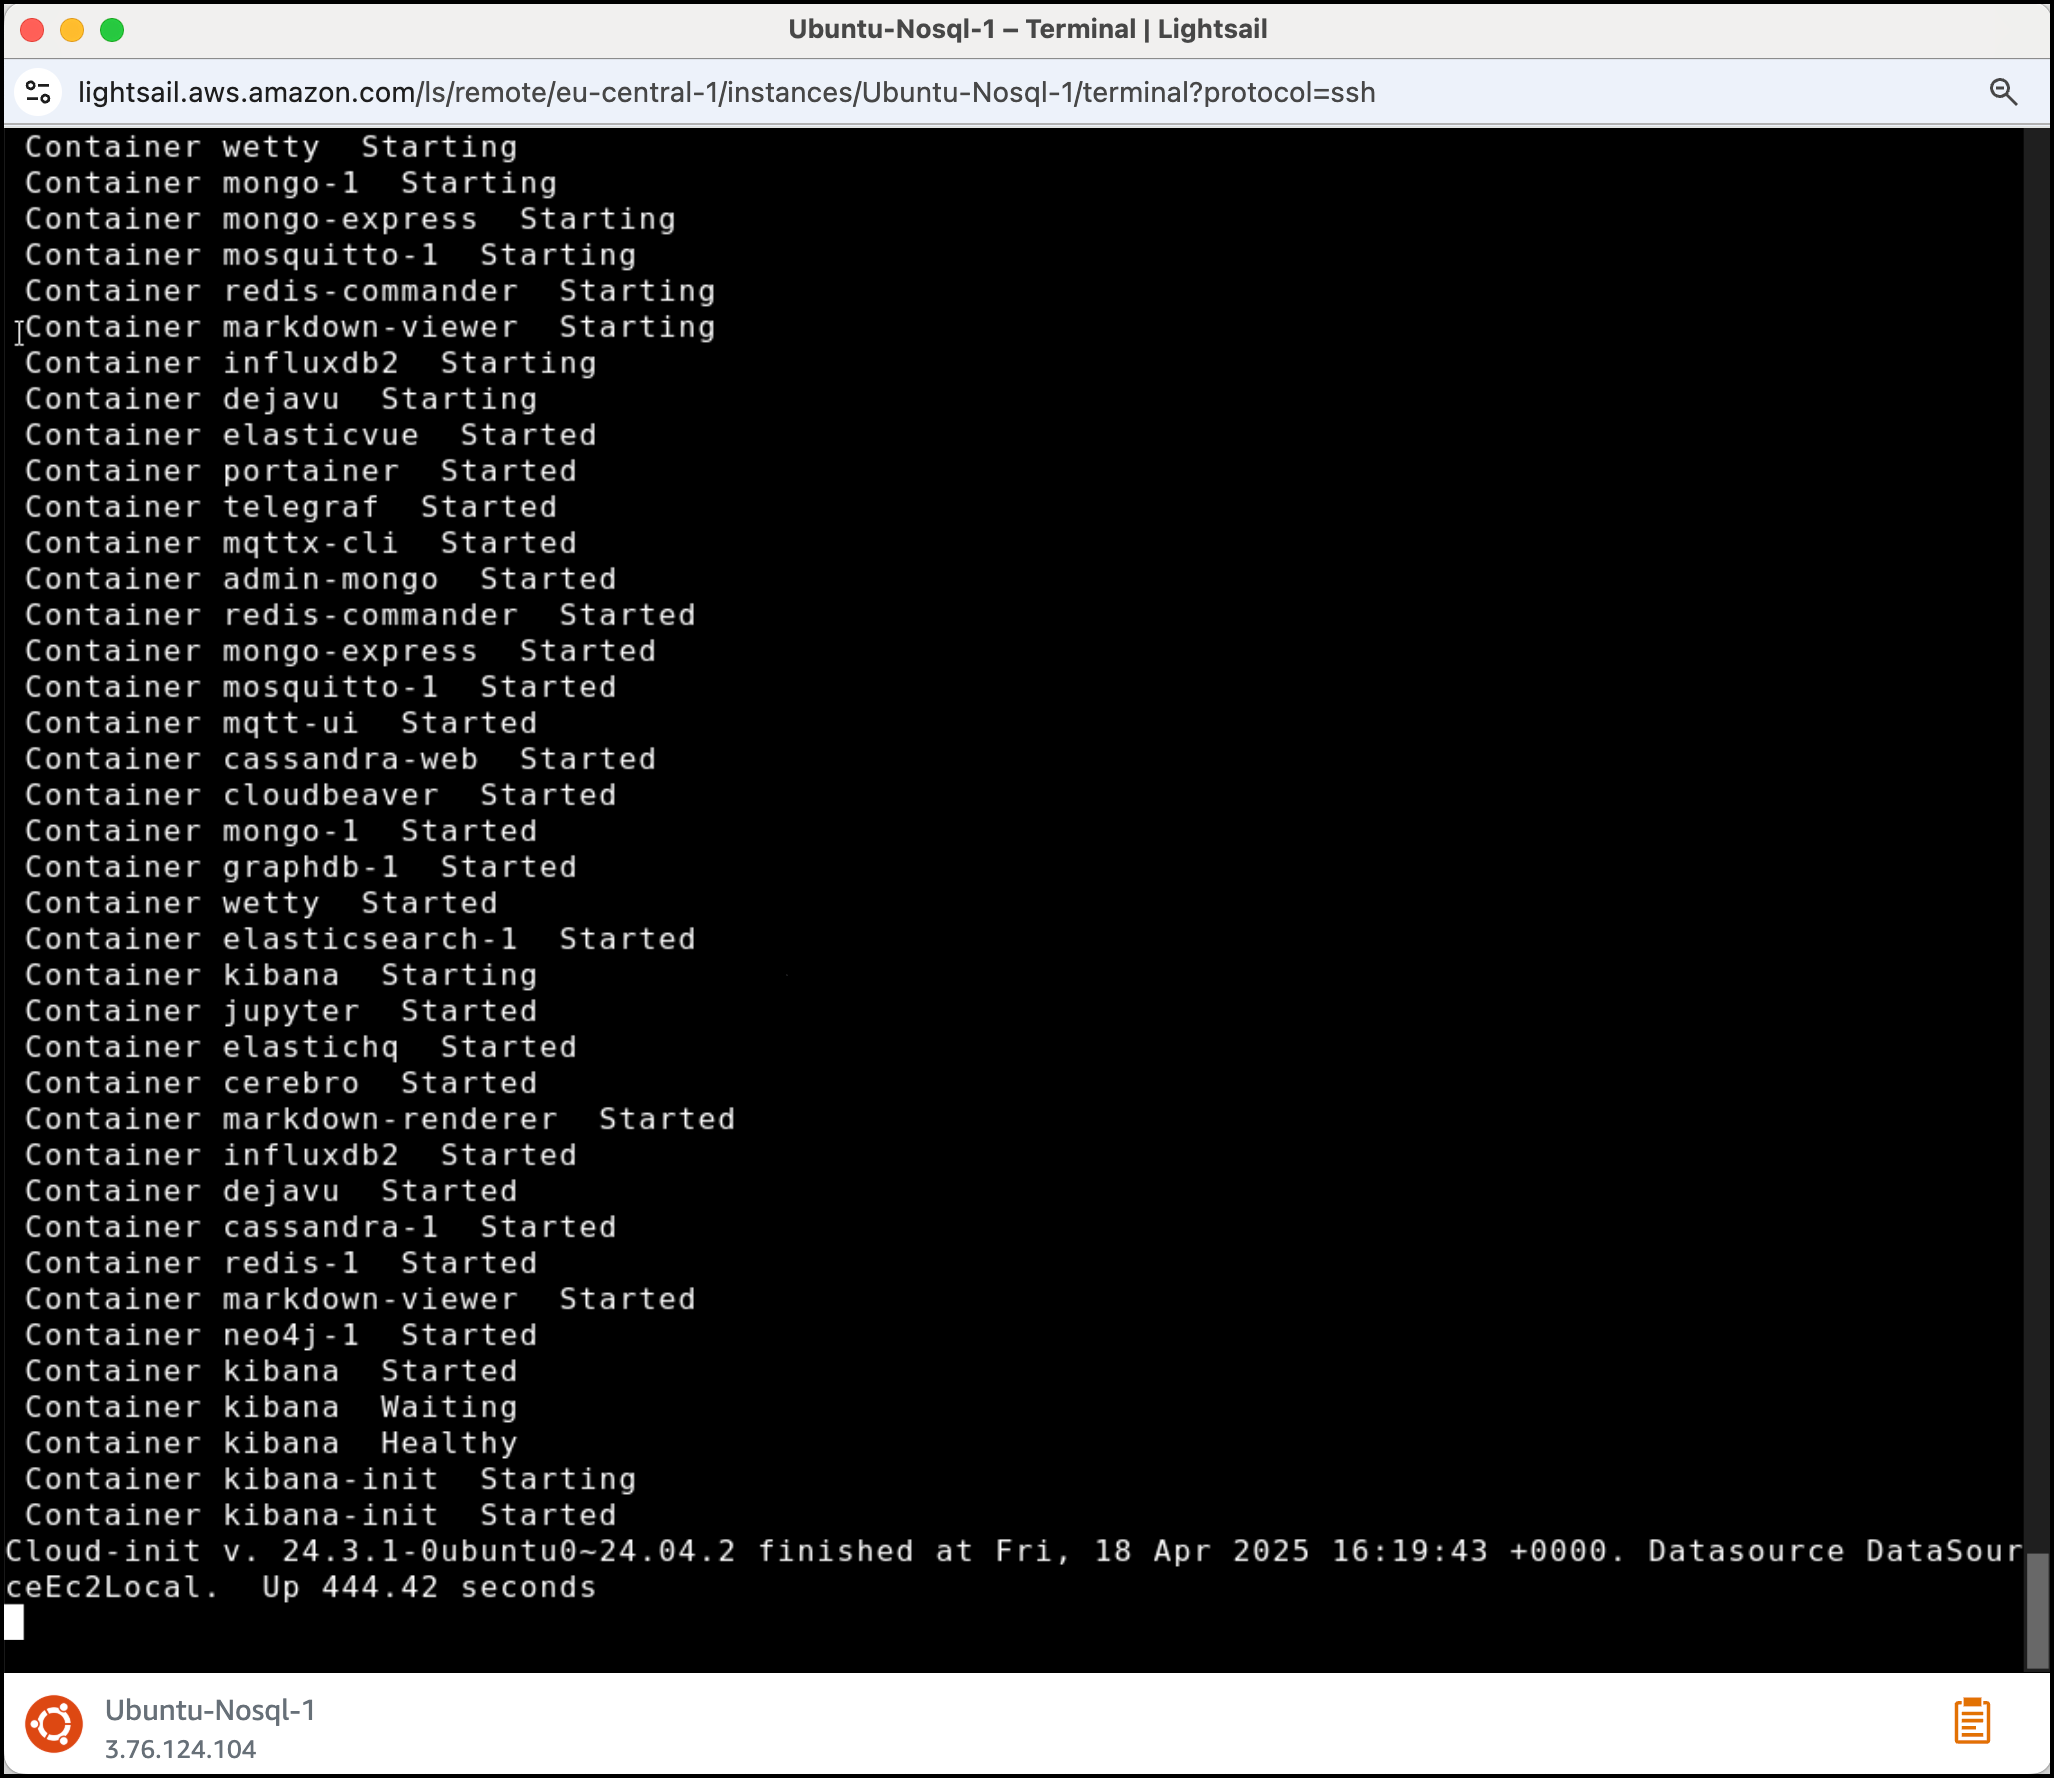 Ubuntu-Nosql-1 – Terminal | Lightsail
lightsail.aws.amazon.com/ls/remote/eu-central-1/instances/Ubuntu-Nosql-1/terminal?protocol=ssh
Container wetty  Starting
Container mongo-1  Starting
Container mongo-express  Starting
Container mosquitto-1  Starting
Container redis-commander  Starting
Container markdown-viewer  Starting
Container influxdb2  Starting
Container dejavu  Starting
Container elasticvue  Started
Container portainer  Started
Container telegraf  Started
Container mqttx-cli  Started
Container admin-mongo  Started
Container redis-commander  Started
Container mongo-express  Started
Container mosquitto-1  Started
Container mqtt-ui  Started
Container cassandra-web  Started
Container cloudbeaver  Started
Container mongo-1  Started
Container graphdb-1  Started
Container wetty  Started
Container elasticsearch-1  Started
Container kibana  Starting
Container jupyter  Started
Container elastichq  Started
Container cerebro  Started
Container markdown-renderer  Started
Container influxdb2  Started
Container dejavu  Started
Container cassandra-1  Started
Container redis-1  Started
Container markdown-viewer  Started
Container neo4j-1  Started
Container kibana  Started
Container kibana  Waiting
Container kibana  Healthy
Container kibana-init  Starting
Container kibana-init  Started
Cloud-init v. 24.3.1-0ubuntu0~24.04.2 finished at Fri, 18 Apr 2025 16:19:43 +0000. Datasource DataSour
ceEc2Local.  Up 444.42 seconds
Ubuntu-Nosql-1
3.76.124.104